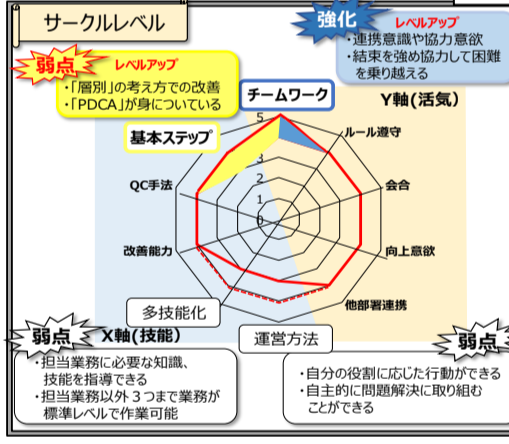 サークルレベル
強化
レベルアップ
・連携意識や協力意欲
・結束を強め協力して困難
を乗り越える
弱点
レベルアップ
・「層別」の考え方での改善
・「PDCA」が身についている
チームワーク
Y軸(活気)
基本ステップ
ルール遵守
QC手法
会合
改善能力
向上意欲
多技能化
他部署連携
運営方法
5
3
2
1
0
弱点
X軸(技能)
・担当業務に必要な知識、
技能を指導できる
・担当業務以外３つまで業務が
標準レベルで作業可能
弱点
・自分の役割に応じた行動ができる
・自主的に問題解決に取り組む
ことができる